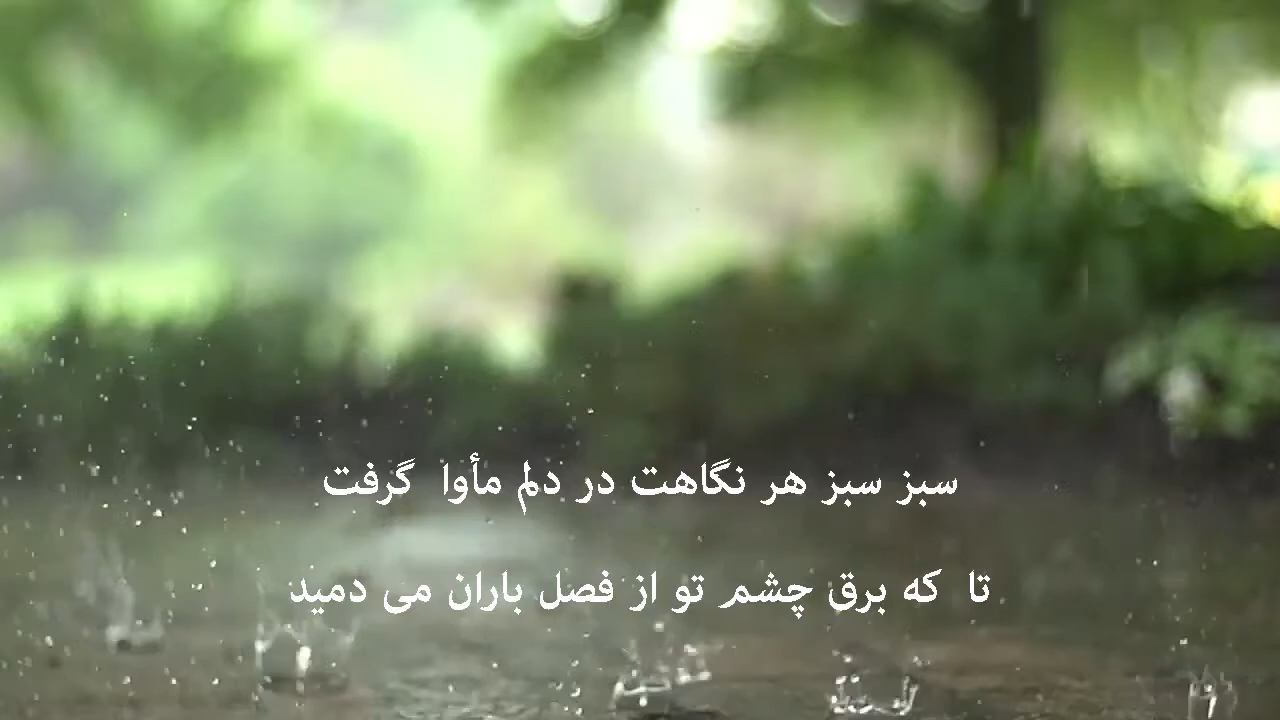 سبز سبز هر نگاهت در دلم مأوا گرفت
تا که برق چشم تو از فصل باران می دمید